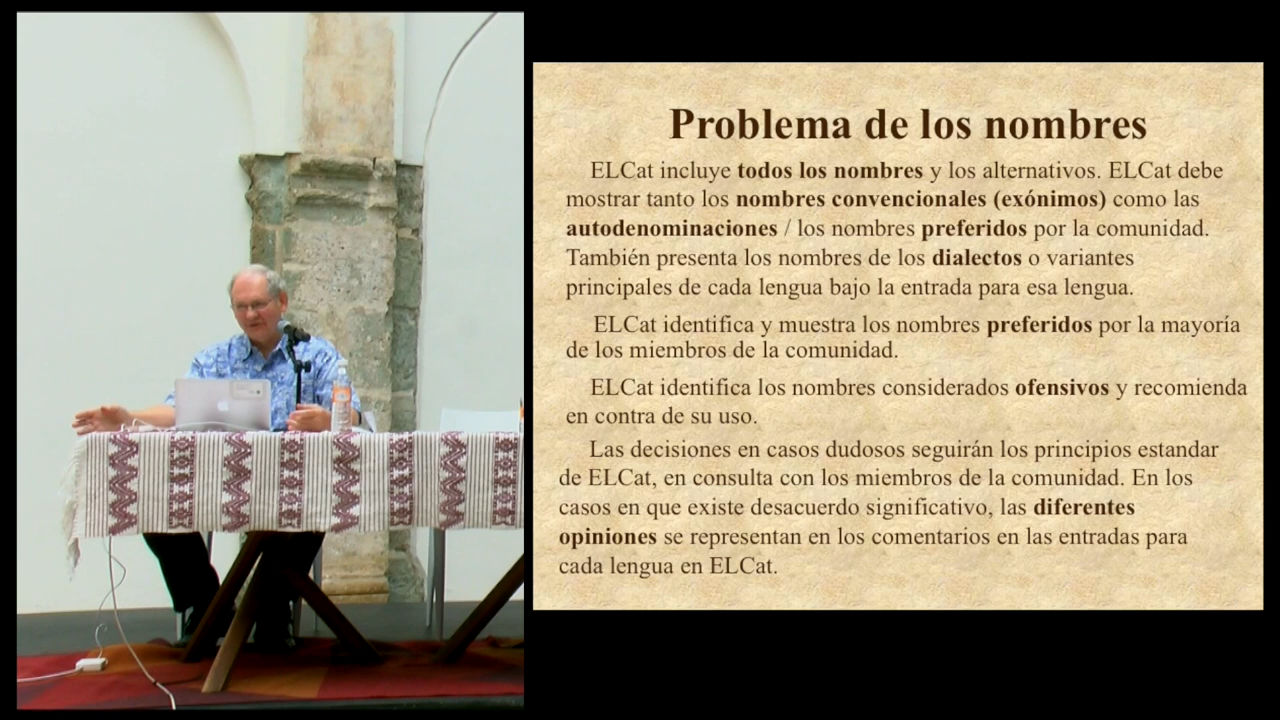 Problema de los nombres
ELCat incluye todos los nombres y los alternativos. ELCat debe
mostrar tanto los nombres convencionales (exónimos) como las
autodenominaciones / los nombres preferidos por la comunidad.
También presenta los nombres de los dialectos o variantes
principales de cada lengua bajo la entrada para esa lengua.
ELCat identifica y muestra los nombres preferidos por la mayoría
de los miembros de la comunidad.
ELCat identifica los nombres considerados ofensivos y recomienda
en contra de su uso.
Las decisiones en casos dudosos seguirán los principios estandar
de ELCat, en consulta con los miembros de la comunidad. En los
casos en que existe desacuerdo significativo, las diferentes
opiniones se representan en los comentarios en las entradas para
cada lengua en ELCat.